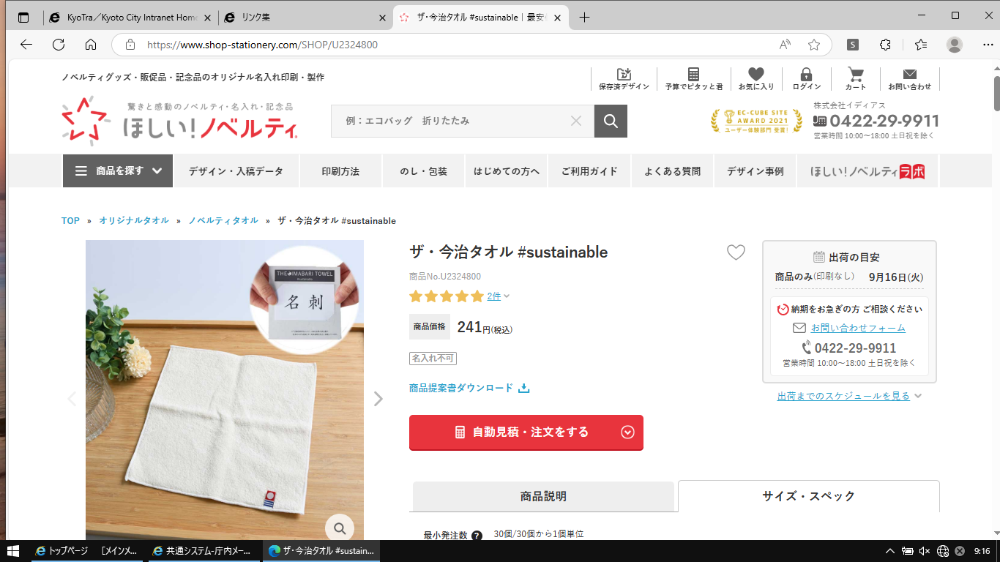 KyoTra／Kyoto City Intranet Home
リンク集
ザ・今治タオル #sustainable｜最安
https://www.shop-stationery.com/SHOP/U2324800
ノベルティグッズ・販促品・記念品のオリジナル名入れ印刷・製作
保存済デザイン
予算でピタッと君
お気に入り
ログイン
カート
お問い合わせ
驚きと感動のノベルティ・名入れ・記念品
ほしい!ノベルティ
例：エコバッグ　折りたたみ
EC-CUBE SITE
AWARD 2021
ユーザー体験部門 受賞!
株式会社イディアス
0422-29-9911
営業時間 10:00～18:00 土日祝を除く
商品を探す
デザイン・入稿データ
印刷方法
のし・包装
はじめての方へ
ご利用ガイド
よくある質問
デザイン事例
ほしい!ノベルティラボ
TOP » オリジナルタオル » ノベルティタオル » ザ・今治タオル #sustainable
THE IMABARI TOWEL
#sustainable
名刺
ザ・今治タオル #sustainable
商品No.U2324800
2件
商品価格 241円(税込)
名入れ不可
商品提案書ダウンロード
自動見積・注文をする
出荷の目安
商品のみ(印刷なし) 9月16日(火)
納期をお急ぎの方 ご相談ください
お問い合わせフォーム
0422-29-9911
営業時間 10:00～18:00 土日祝を除く
出荷までのスケジュールを見る
商品説明
サイズ・スペック
最小発注数 ? 30個/30個から1個単位
トップページ ［メインメ...
共通システム-庁内メー...
ザ・今治タオル #sustain...
9:16